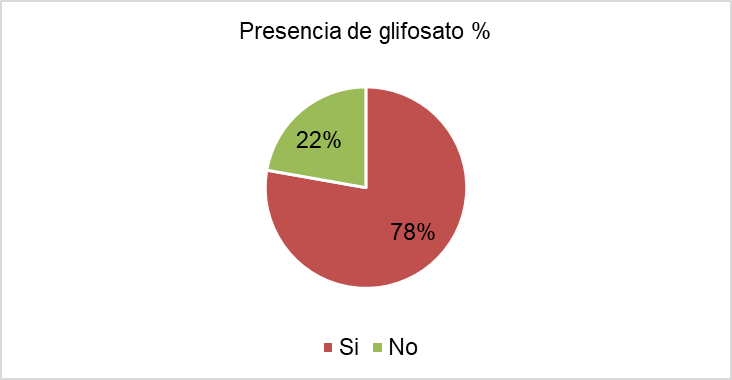 Presencia de glifosato %
22%
78%
Si No